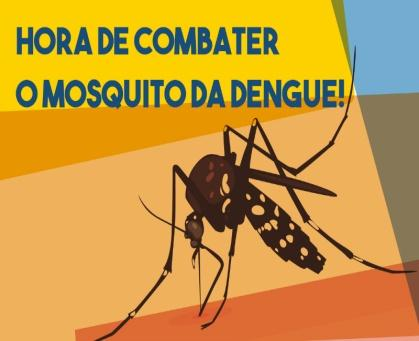 HORA DE COMBATER
O MOSQUITO DA DENGUE!